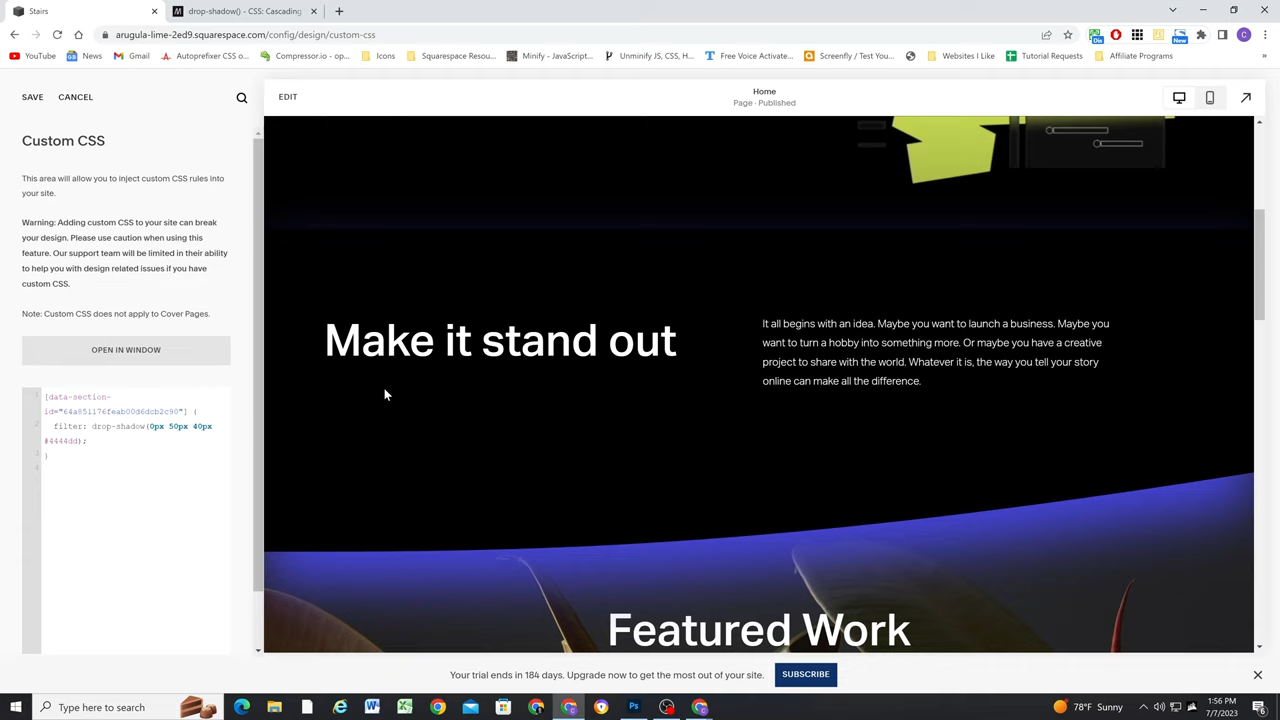 Stairs
drop-shadow() - CSS: Cascading
arugula-lime-2ed9.squarespace.com/config/design/custom-css
YouTube
News
Gmail
Autoprefixer CSS o...
Compressor.io - op...
Icons
Squarespace Resou...
Minify - JavaScript...
Unminify JS, CSS, H...
Free Voice Activate...
Screenfly / Test You...
Websites I Like
Tutorial Requests
Affiliate Programs
SAVE CANCEL
EDIT
Home
Page · Published
Custom CSS
This area will allow you to inject custom CSS rules into
your site.
Warning: Adding custom CSS to your site can break
your design. Please use caution when using this
feature. Our support team will be limited in their ability
to help you with design related issues if you have
custom CSS.
Note: Custom CSS does not apply to Cover Pages.
OPEN IN WINDOW
1 [data-section-
id="64a851176feab00d6dcb2c90"] {
2 filter: drop-shadow(0px 50px 40px
#4444dd);
3 }
4
Make it stand out
It all begins with an idea. Maybe you want to launch a business. Maybe you
want to turn a hobby into something more. Or maybe you have a creative
project to share with the world. Whatever it is, the way you tell your story
online can make all the difference.
Featured Work
Your trial ends in 184 days. Upgrade now to get the most out of your site.
SUBSCRIBE
Type here to search
78°F Sunny
1:56 PM
7/7/2023